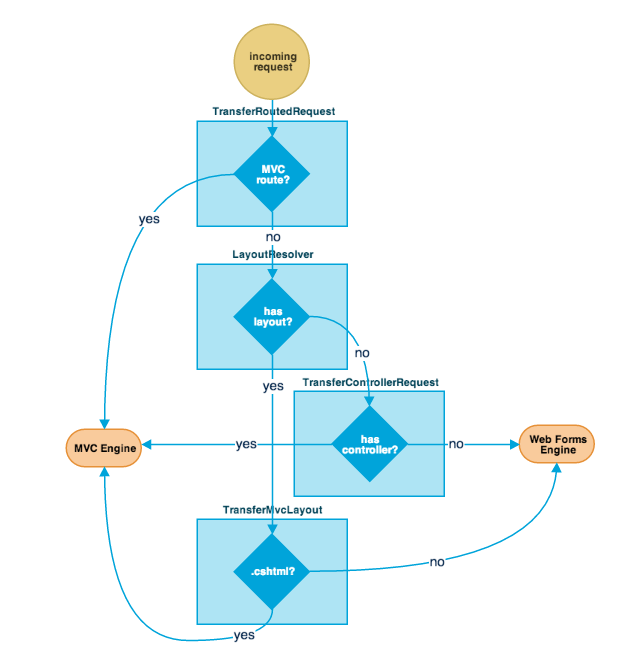 incoming
request
TransferRoutedRequest
MVC
route?
yes
no
LayoutResolver
has
layout?
no
yes
TransferControllerRequest
has
controller?
yes
no
MVC Engine
Web Forms
Engine
TransferMvcLayout
.cshtml?
no
yes